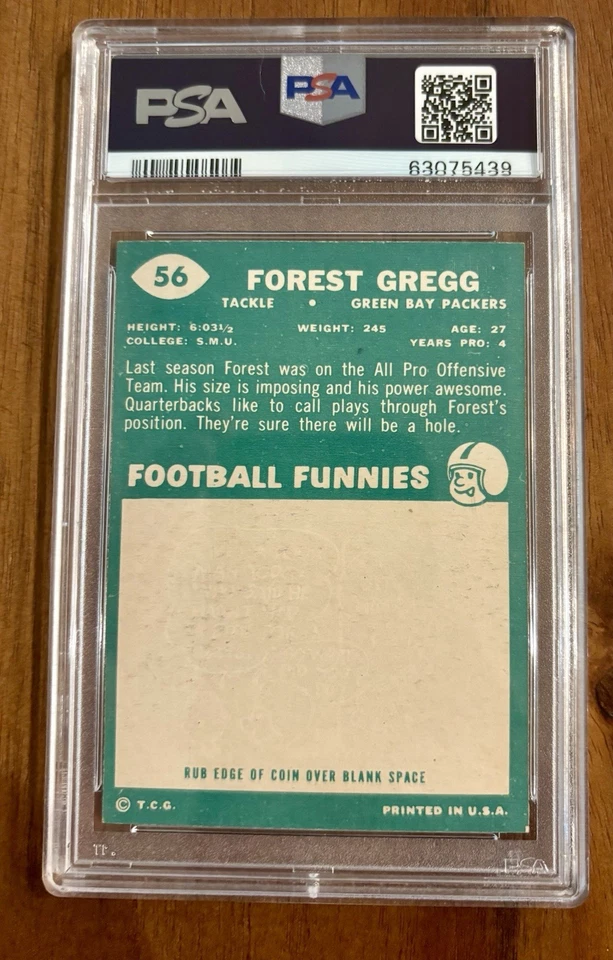 PSA
PSA
63075439
56
FOREST GREGG
TACKLE • GREEN BAY PACKERS
HEIGHT: 6:03½ WEIGHT: 245 AGE: 27
COLLEGE: S.M.U. YEARS PRO: 4
Last season Forest was on the All Pro Offensive
Team. His size is imposing and his power awesome.
Quarterbacks like to call plays through Forest's
position. They're sure there will be a hole.
FOOTBALL FUNNIES
RUB EDGE OF COIN OVER BLANK SPACE
© T.C.G. PRINTED IN U.S.A.
PSA